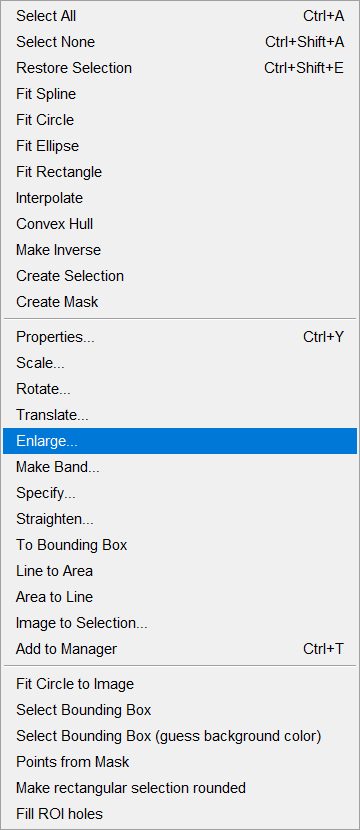 Select All Ctrl+A
Select None Ctrl+Shift+A
Restore Selection Ctrl+Shift+E
Fit Spline
Fit Circle
Fit Ellipse
Fit Rectangle
Interpolate
Convex Hull
Make Inverse
Create Selection
Create Mask
Properties... Ctrl+Y
Scale...
Rotate...
Translate...
Enlarge...
Make Band...
Specify...
Straighten...
To Bounding Box
Line to Area
Area to Line
Image to Selection...
Add to Manager Ctrl+T
Fit Circle to Image
Select Bounding Box
Select Bounding Box (guess background color)
Points from Mask
Make rectangular selection rounded
Fill ROI holes